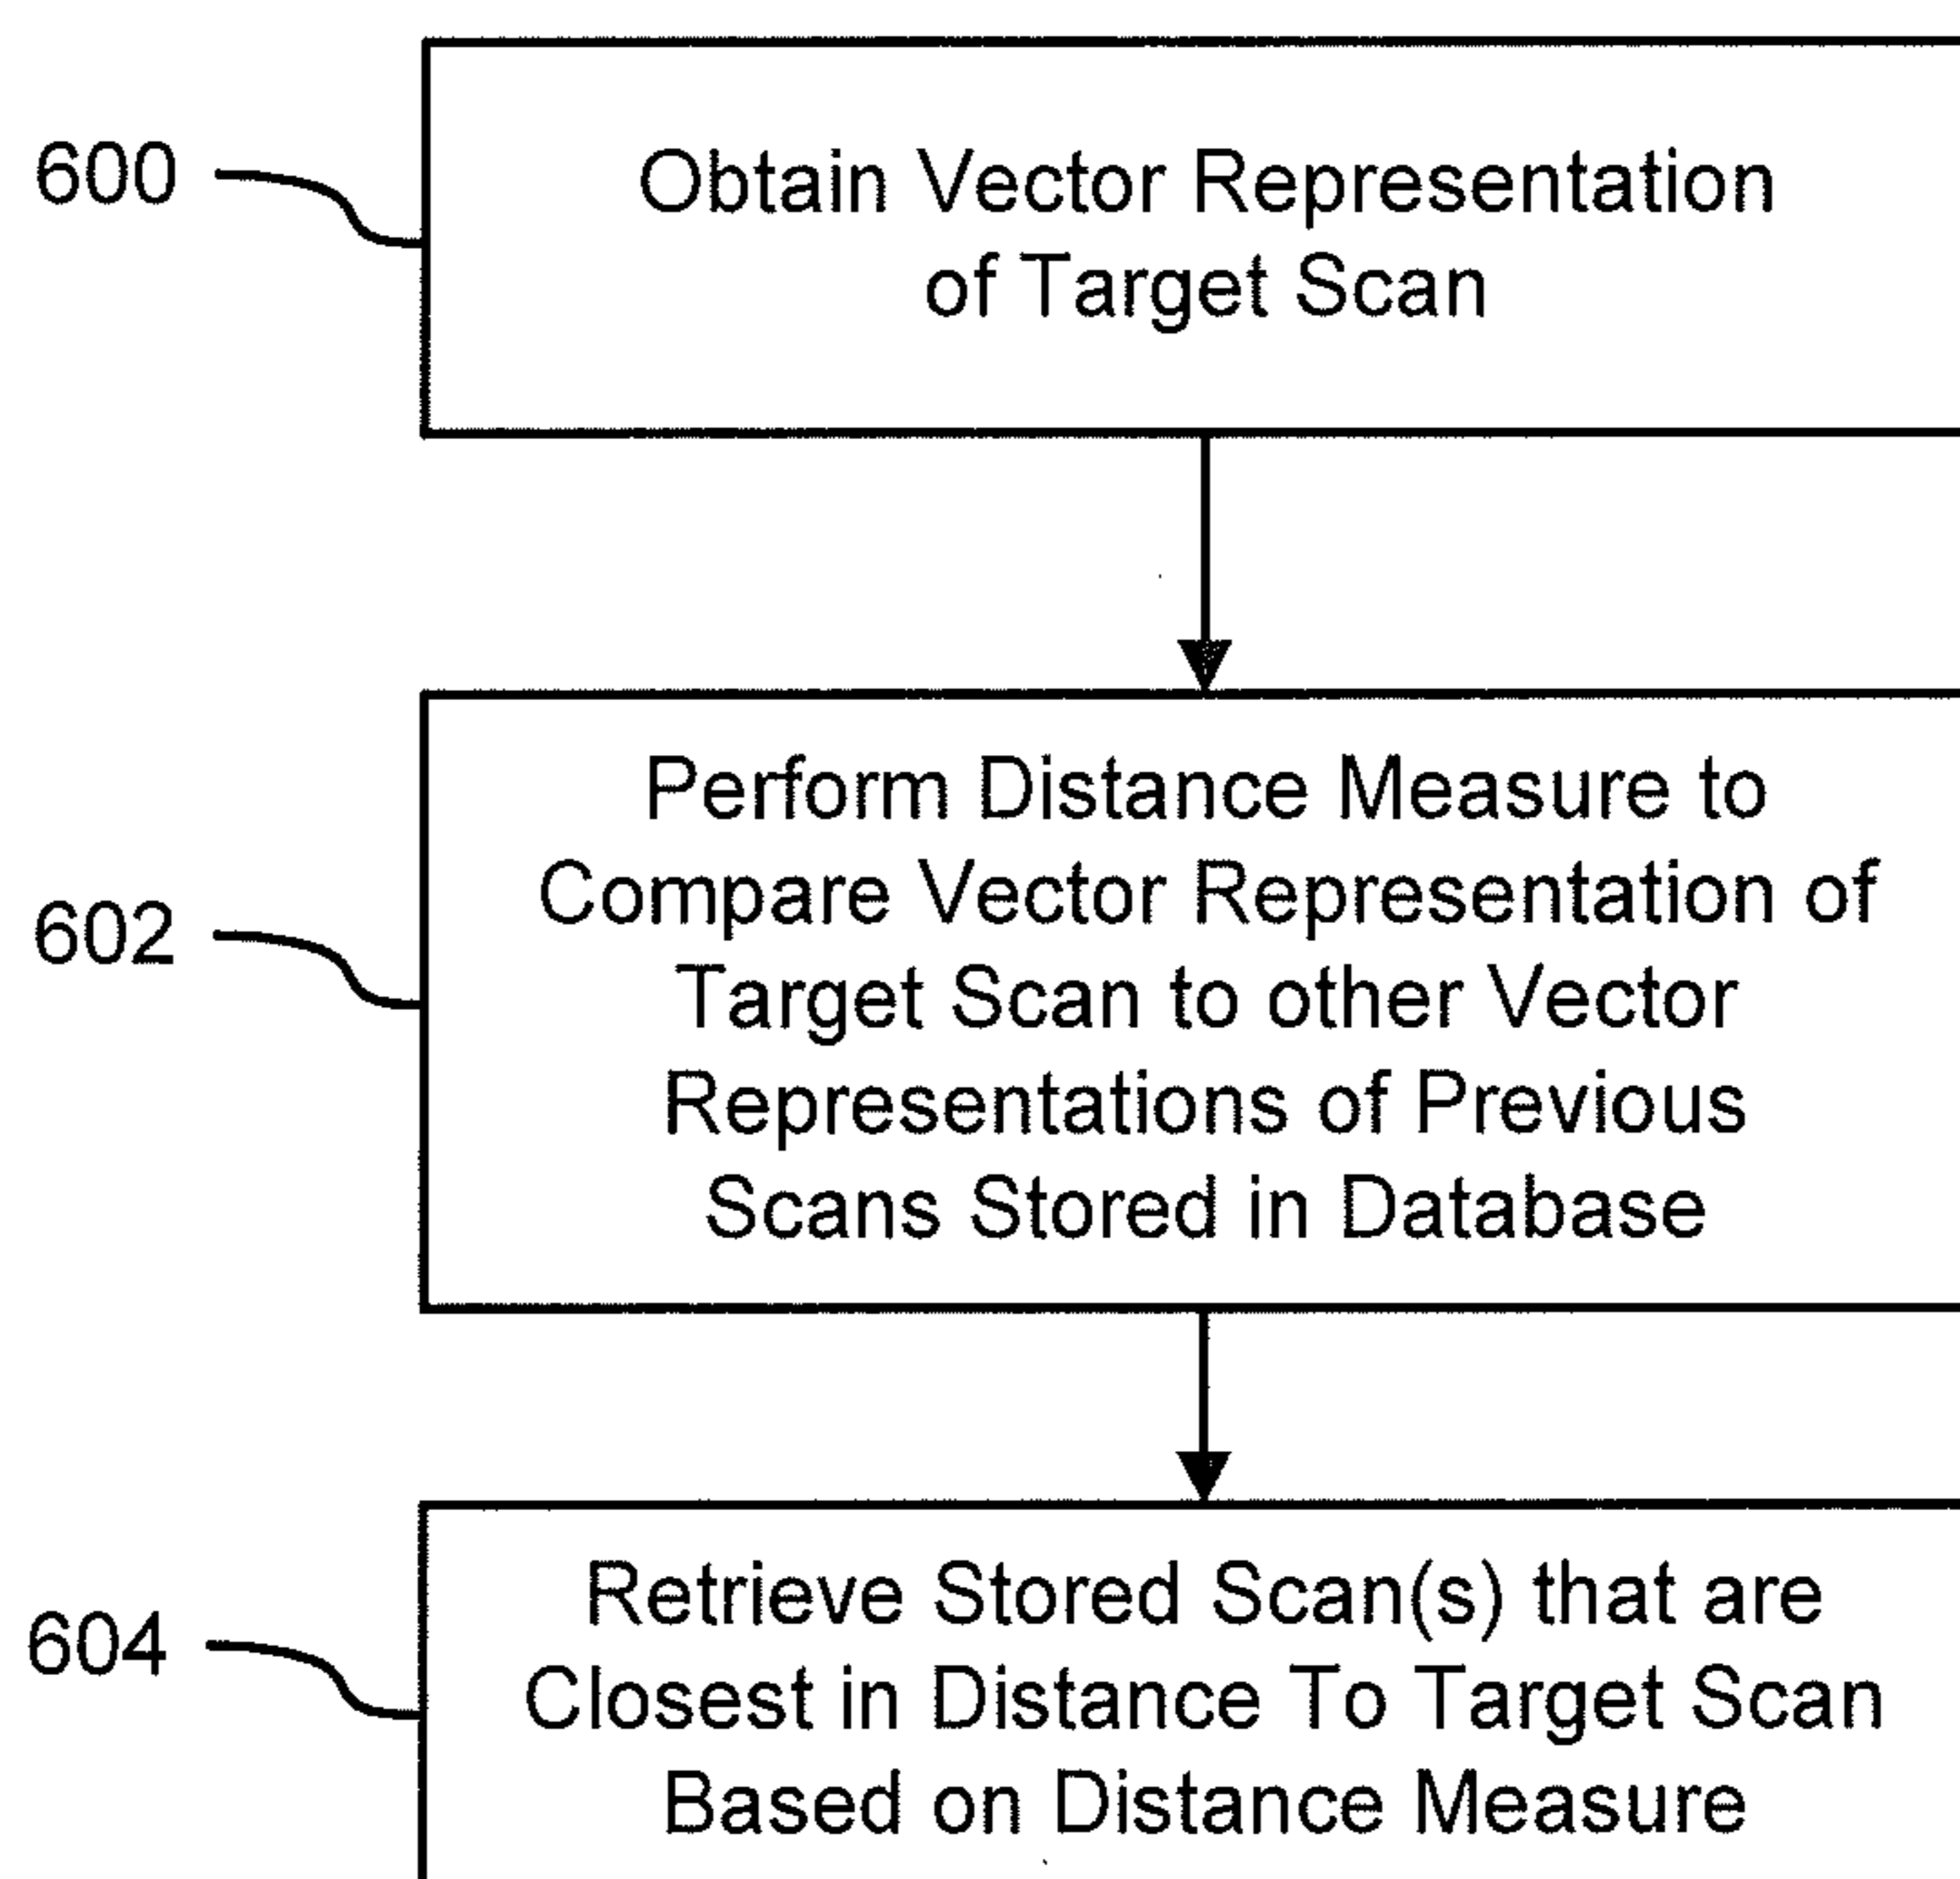 600
Obtain Vector Representation
of Target Scan
602
Perform Distance Measure to
Compare Vector Representation of
Target Scan to other Vector
Representations of Previous
Scans Stored in Database
604
Retrieve Stored Scan(s) that are
Closest in Distance To Target Scan
Based on Distance Measure